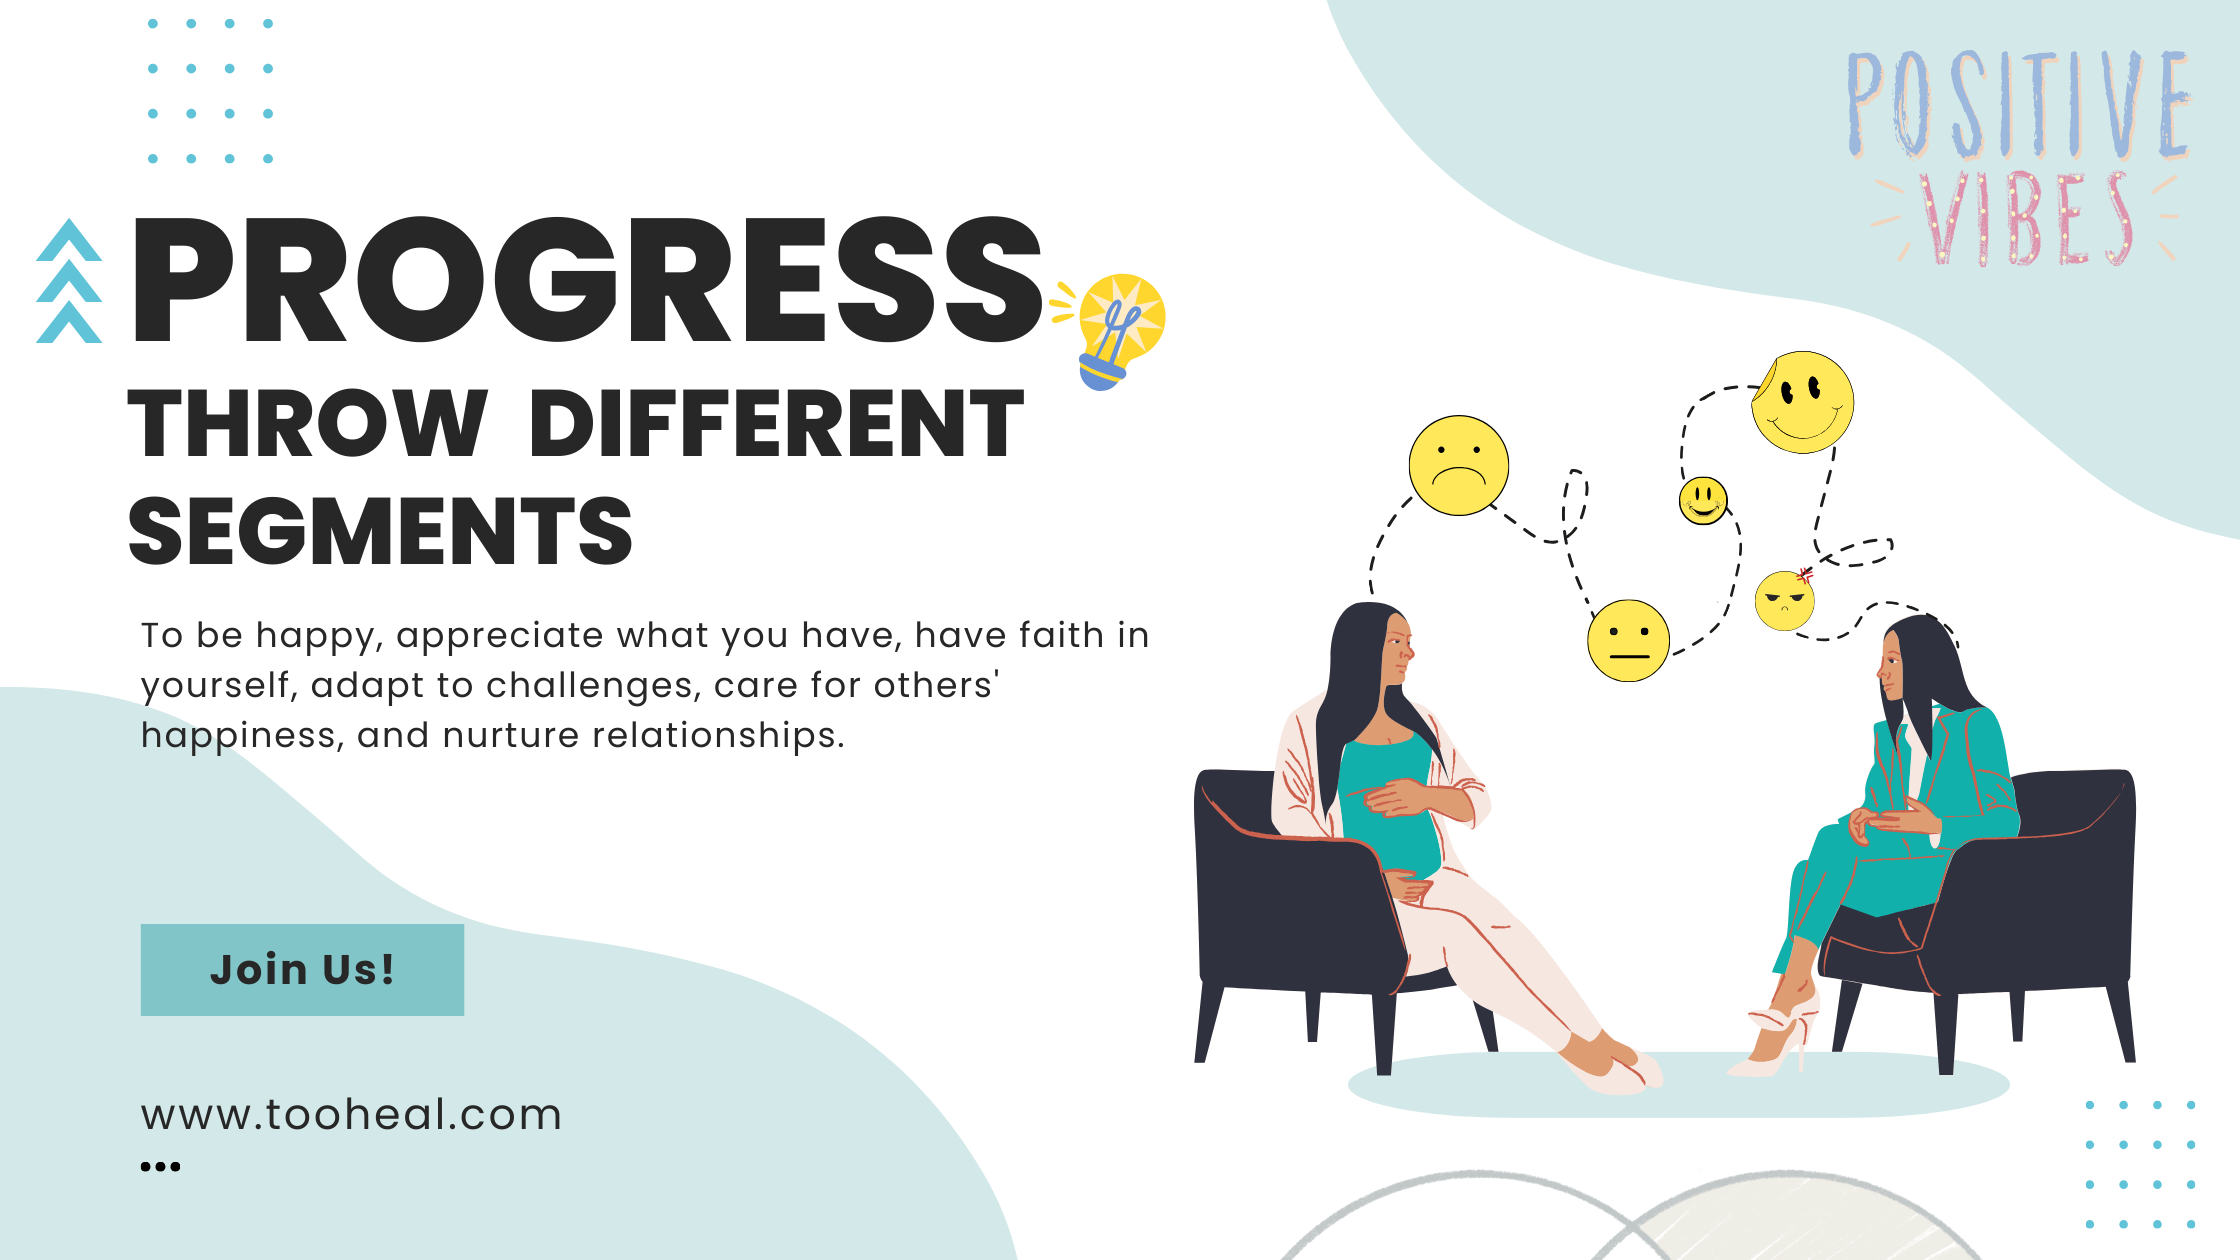 POSITIVE
VIBES
PROGRESS
THROW DIFFERENT
SEGMENTS
To be happy, appreciate what you have, have faith in
yourself, adapt to challenges, care for others'
happiness, and nurture relationships.
Join Us!
www.tooheal.com